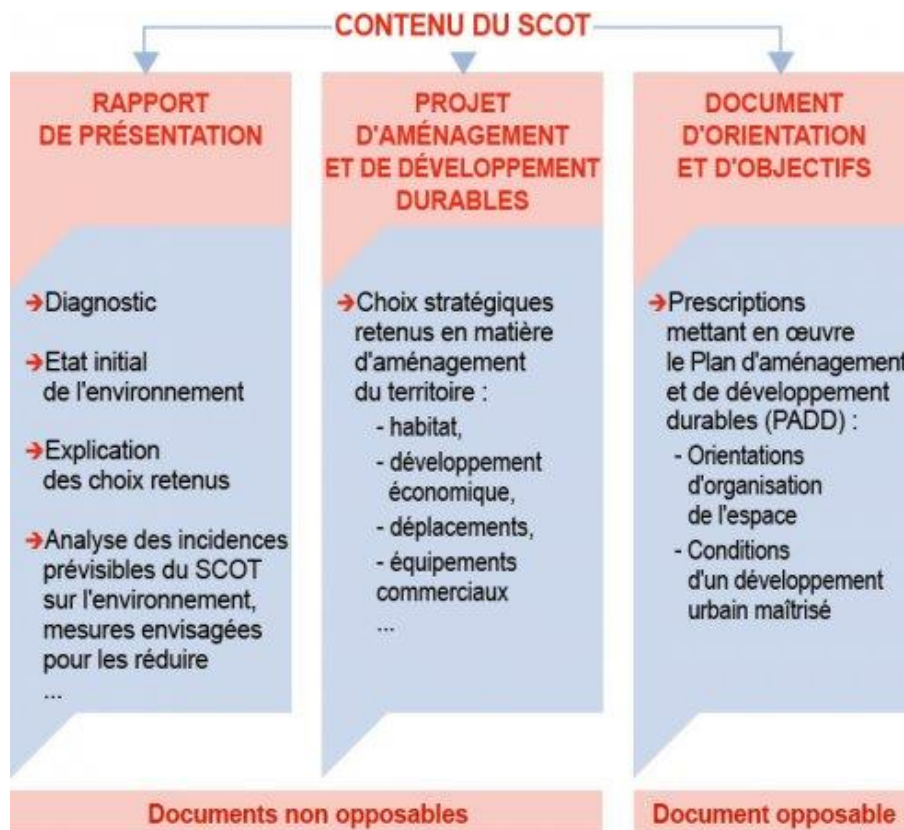 CONTENU DU SCOT
RAPPORT
DE PRÉSENTATION
➔Diagnostic
➔Etat initial
de l'environnement
➔Explication
des choix retenus
➔Analyse des incidences
prévisibles du SCOT
sur l'environnement,
mesures envisagées
pour les réduire
...
PROJET
D'AMÉNAGEMENT
ET DE DÉVELOPPEMENT
DURABLES
➔Choix stratégiques
retenus en matière
d'aménagement
du territoire :
- habitat,
- développement
économique,
- déplacements,
- équipements
commerciaux
...
DOCUMENT
D'ORIENTATION
ET D'OBJECTIFS
➔Prescriptions
mettant en œuvre
le Plan d'aménagement
et de développement
durables (PADD) :
- Orientations
d'organisation
de l'espace
- Conditions
d'un développement
urbain maîtrisé
Documents non opposables
Document opposable